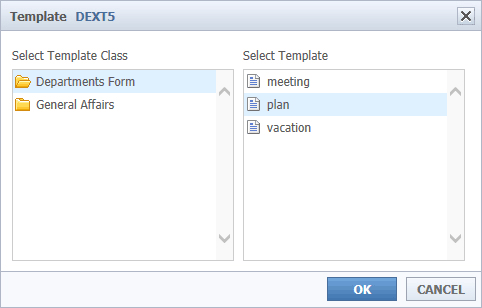 Template DEXT5
Select Template Class
Departments Form
General Affairs
Select Template
meeting
plan
vacation
OK
CANCEL